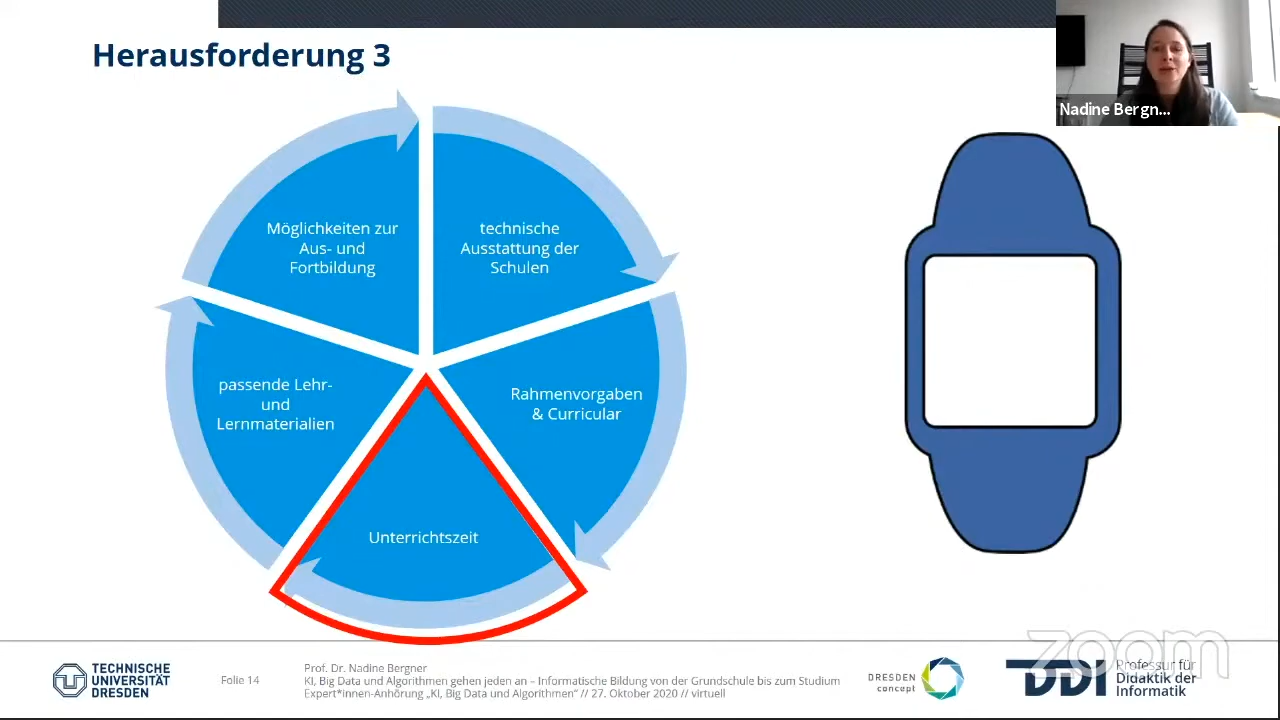 Herausforderung 3
Nadine Bergn...
Möglichkeiten zur
Aus- und
Fortbildung
technische
Ausstattung der
Schulen
passende Lehr-
und
Lernmaterialien
Rahmenvorgaben
& Curricular
Unterrichtszeit
zoom
TECHNISCHE
UNIVERSITÄT
DRESDEN
Folie 14
Prof. Dr. Nadine Bergner
KI, Big Data und Algorithmen gehen jeden an – Informatische Bildung von der Grundschule bis zum Studium
Expert*innenanhörung „KI, Big Data und Algorithmen“ // 27. Oktober 2020 // virtuell
DRESDEN
concept
DDI
Professur für
Didaktik der
Informatik